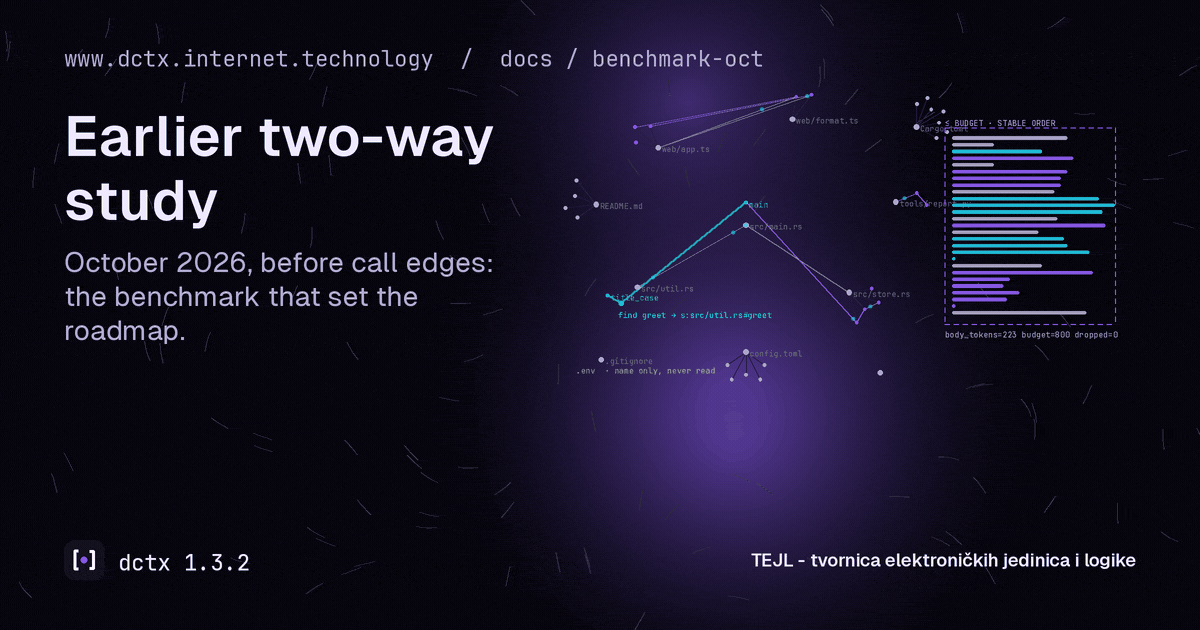 www.dctx.internet.technology / docs / benchmark-oct
Earlier two-way
study
October 2026, before call edges:
the benchmark that set the
roadmap.
web/format.ts
web/app.ts
README.md
main
src/main.rs
src/util.rs
title_case
find greet → s:src/util.rs#greet
src/store.rs
.gitignore
.env · name only, never read
config.toml
≤ BUDGET · STABLE ORDER
body_tokens=223 budget=800 dropped=0
dctx 1.3.2
TEJL - tvornica elektroničkih jedinica i logike